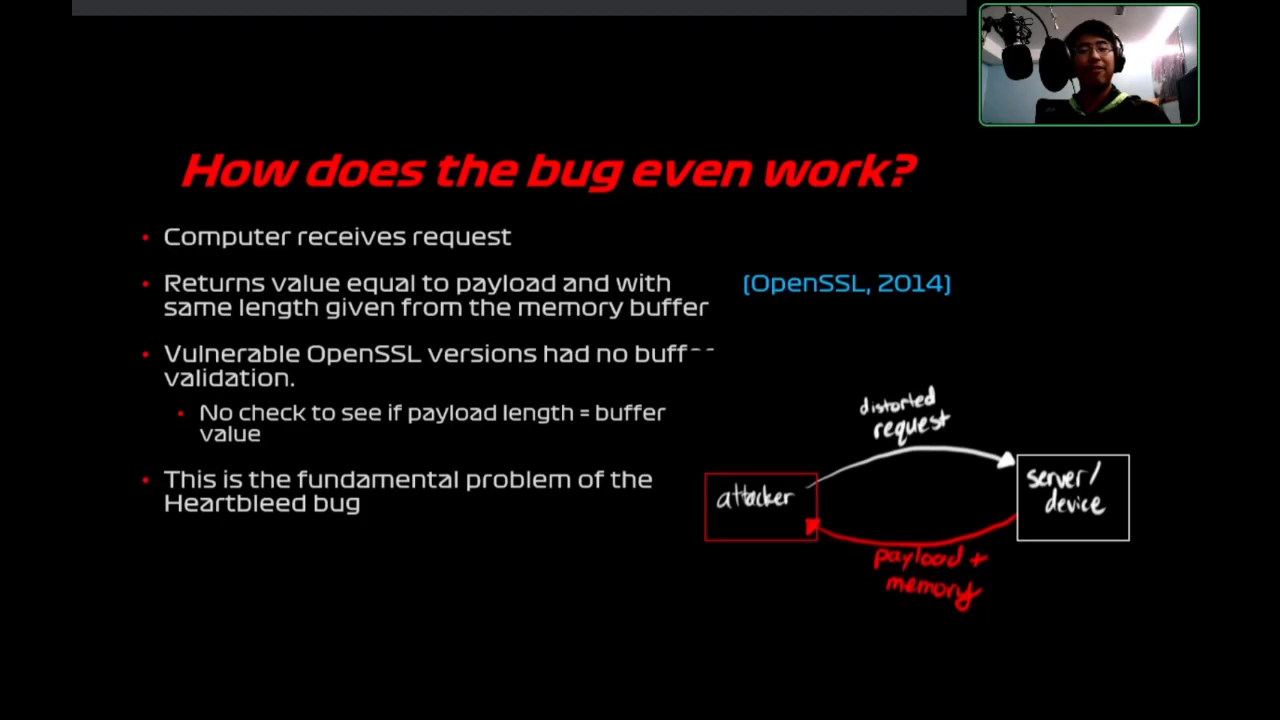 How does the bug even work?
• Computer receives request
• Returns value equal to payload and with
same length given from the memory buffer
(OpenSSL, 2014)
• Vulnerable OpenSSL versions had no buffer
validation.
• No check to see if payload length = buffer
value
• This is the fundamental problem of the
Heartbleed bug
distorted
request
attacker
server/
device
payload +
memory